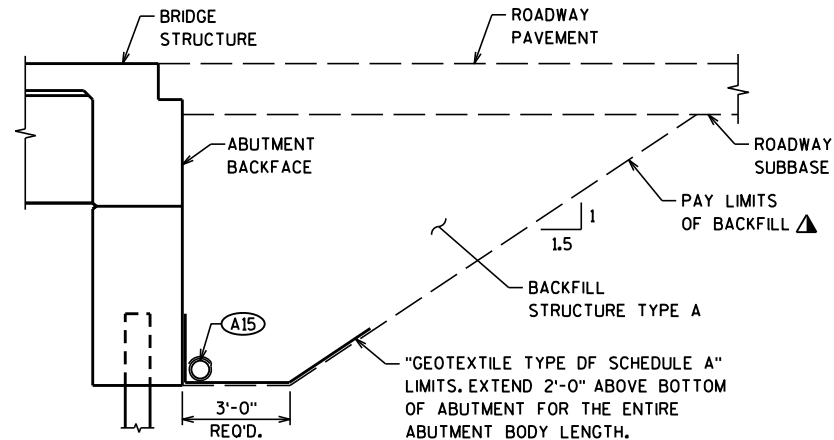 BRIDGE
STRUCTURE
ROADWAY
PAVEMENT
ABUTMENT
BACKFACE
ROADWAY
SUBBASE
PAY LIMITS
OF BACKFILL
1
1.5
BACKFILL
STRUCTURE TYPE A
A15
"GEOTEXTILE TYPE DF SCHEDULE A"
LIMITS. EXTEND 2'-0" ABOVE BOTTOM
OF ABUTMENT FOR THE ENTIRE
ABUTMENT BODY LENGTH.
3'-0"
REQ'D.